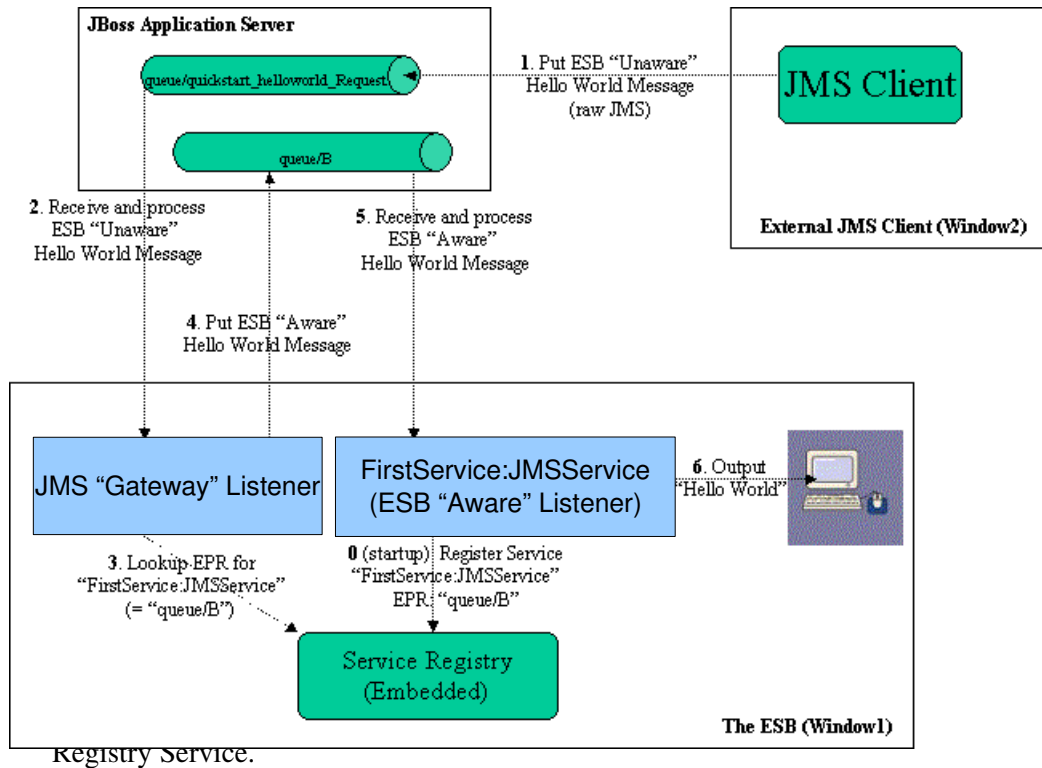 JBoss Application Server
queue/quickstart_helloworld_Request
queue/B
1. Put ESB “Unaware”
Hello World Message
(raw JMS)
JMS Client
External JMS Client (Window2)
2. Receive and process
ESB “Unaware”
Hello World Message
5. Receive and process
ESB “Aware”
Hello World Message
4. Put ESB “Aware”
Hello World Message
JMS “Gateway” Listener
FirstService:JMSService
(ESB “Aware” Listener)
6. Output
“Hello World”
3. Lookup EPR for
“FirstService:JMSService”
(= “queue/B”)
0 (startup) Register Service
“FirstService:JMSService”
EPR: “queue/B”
Service Registry
(Embedded)
The ESB (Window1)
Registry Service.